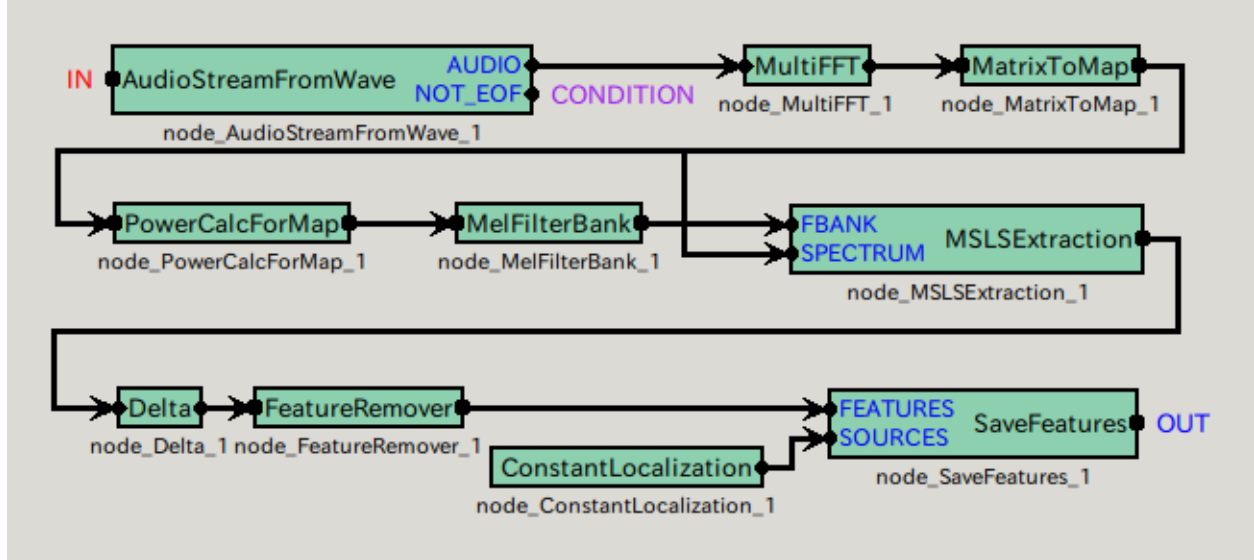 IN AudioStreamFromWave AUDIO MultiFFT MatrixToMap
NOT_EOF CONDITION
node_AudioStreamFromWave_1 node_MultiFFT_1 node_MatrixToMap_1
PowerCalcForMap MelFilterBank FBANK MSLSExtraction
SPECTRUM
node_PowerCalcForMap_1 node_MelFilterBank_1
node_MSLSExtraction_1
Delta FeatureRemover FEATURES SaveFeatures OUT
SOURCES
node_Delta_1 node_FeatureRemover_1
ConstantLocalization
node_SaveFeatures_1
node_ConstantLocalization_1